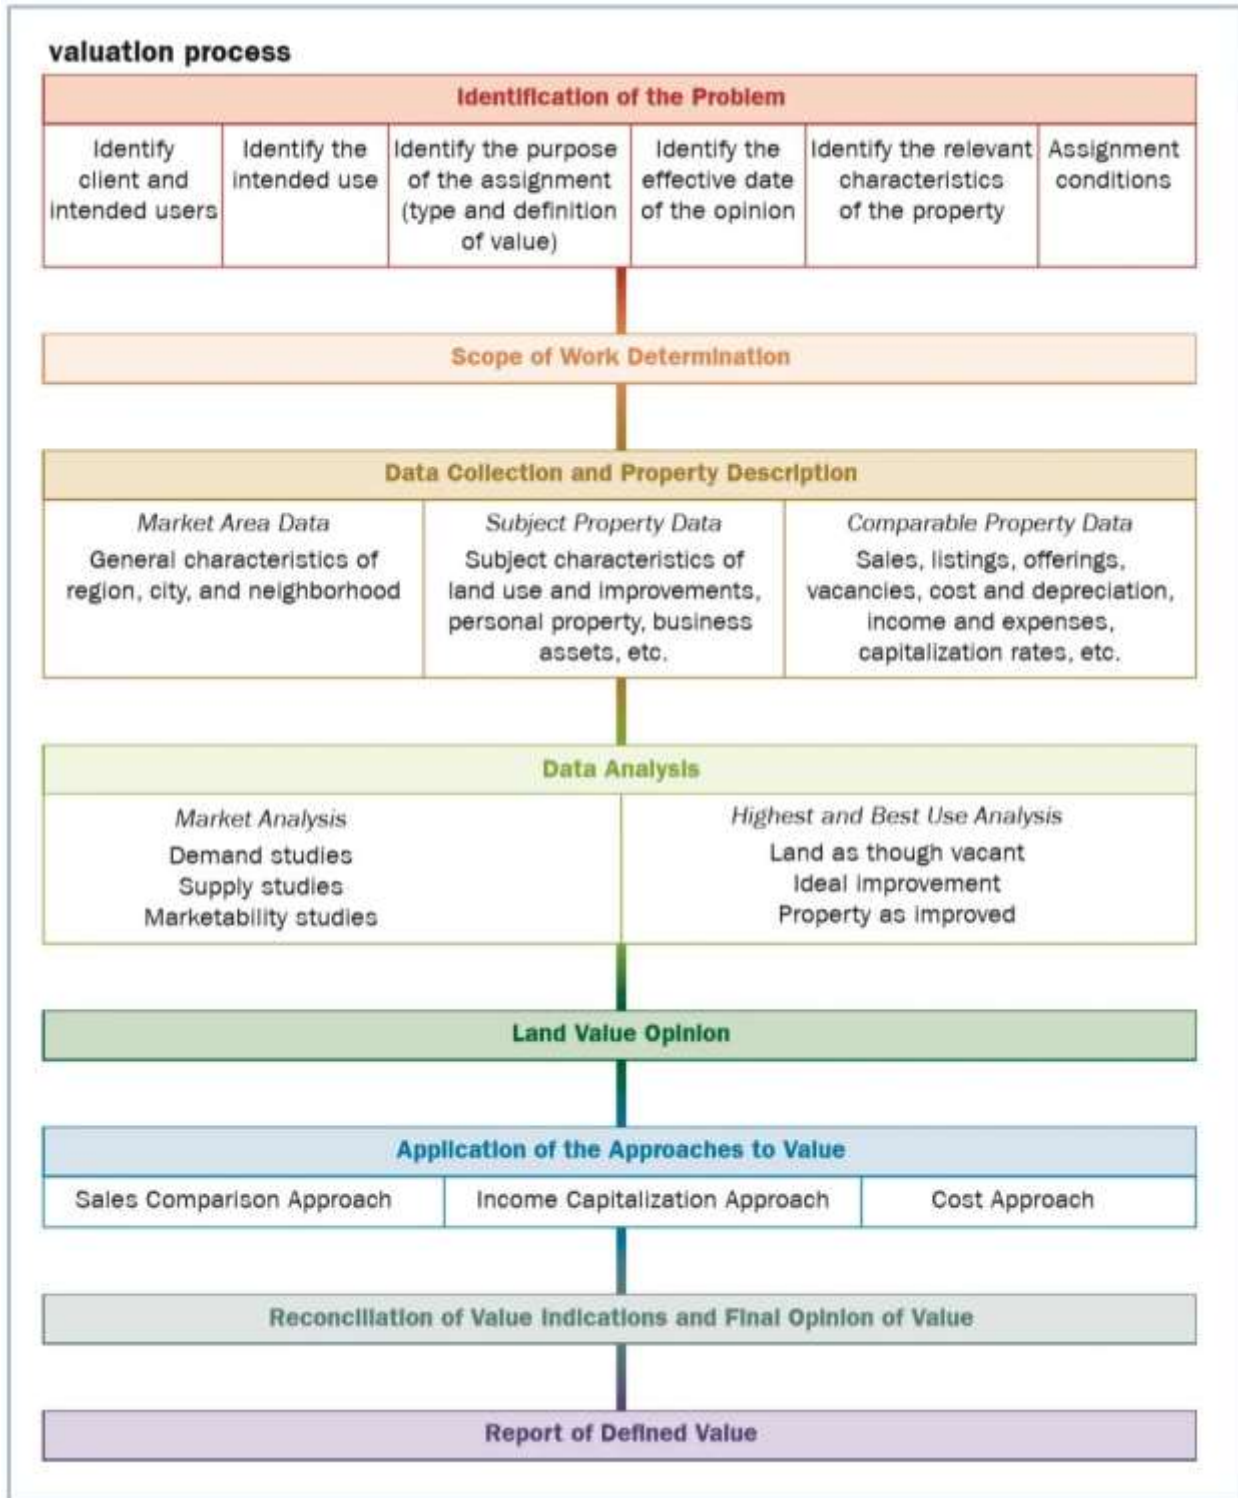 valuation process
Identification of the Problem
Identify
client and
intended users
Identify the
intended use
Identify the purpose
of the assignment
(type and definition
of value)
Identify the
effective date
of the opinion
Identify the relevant
characteristics
of the property
Assignment
conditions
Scope of Work Determination
Data Collection and Property Description
Market Area Data
General characteristics of
region, city, and neighborhood
Subject Property Data
Subject characteristics of
land use and improvements,
personal property, business
assets, etc.
Comparable Property Data
Sales, listings, offerings,
vacancies, cost and depreciation,
income and expenses,
capitalization rates, etc.
Data Analysis
Market Analysis
Demand studies
Supply studies
Marketability studies
Highest and Best Use Analysis
Land as though vacant
Ideal improvement
Property as improved
Land Value Opinion
Application of the Approaches to Value
Sales Comparison Approach
Income Capitalization Approach
Cost Approach
Reconciliation of Value Indications and Final Opinion of Value
Report of Defined Value